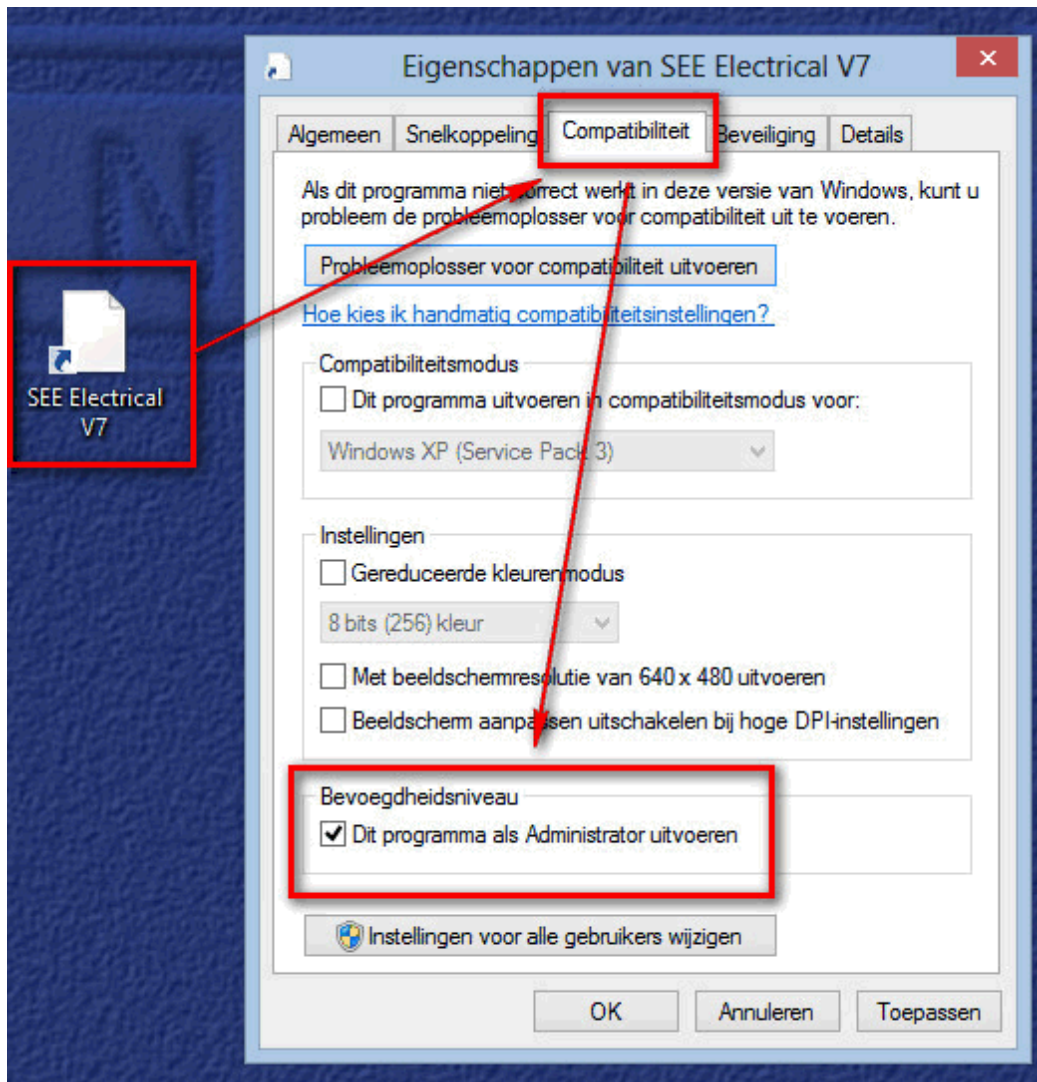 Eigenschappen van SEE Electrical V7
Algemeen
Snelkoppeling
Compatibiliteit
Beveiliging
Details
Als dit programma niet correct werkt in deze versie van Windows, kunt u
probleem de probleemoplosser voor compatibiliteit uit te voeren.
Probleemoplosser voor compatibiliteit uitvoeren
Hoe kies ik handmatig compatibiliteitsinstellingen?
SEE Electrical
V7
Compatibiliteitsmodus
Dit programma uitvoeren in compatibiliteitsmodus voor:
Windows XP (Service Pack 3)
Instellingen
Gereduceerde kleurenmodus
8 bits (256) kleur
Met beeldschermresolutie van 640 x 480 uitvoeren
Beeldscherm aanpassen uitschakelen bij hoge DPI-instellingen
Bevoegdheidsniveau
Dit programma als Administrator uitvoeren
Instellingen voor alle gebruikers wijzigen
OK
Annuleren
Toepassen